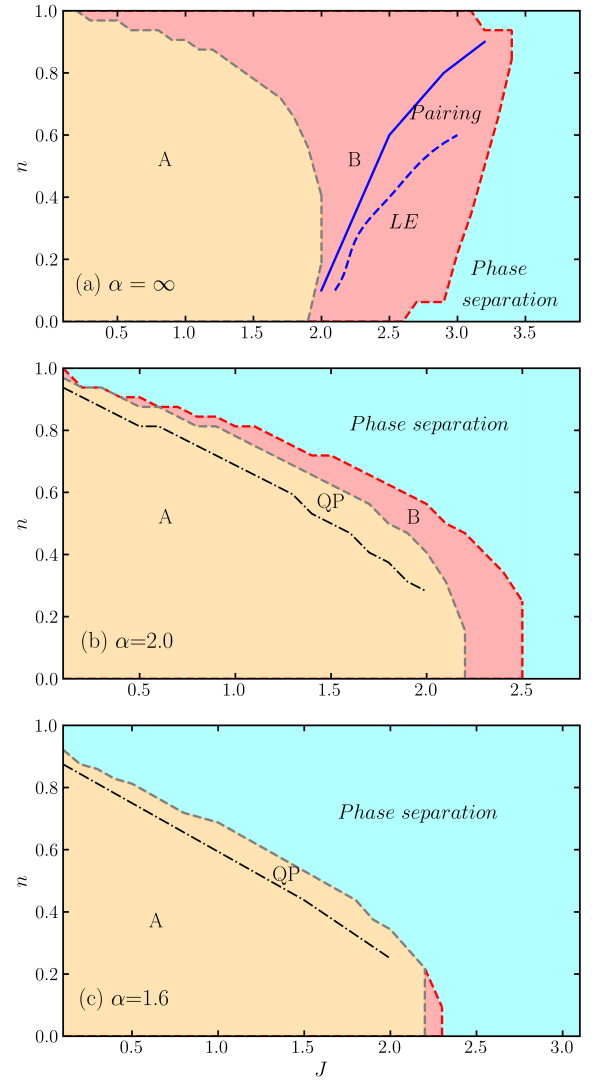 1.0
0.8
0.6
0.4
0.2
0.0
n
A
B
Pairing
LE
Phase
separation
(a) α = ∞
0.5 1.0 1.5 2.0 2.5 3.0 3.5
1.0
0.8
0.6
0.4
0.2
0.0
n
Phase separation
QP
A
B
(b) α=2.0
0.5 1.0 1.5 2.0 2.5
1.0
0.8
0.6
0.4
0.2
0.0
n
Phase separation
QP
A
(c) α=1.6
0.5 1.0 1.5 2.0 2.5 3.0
J